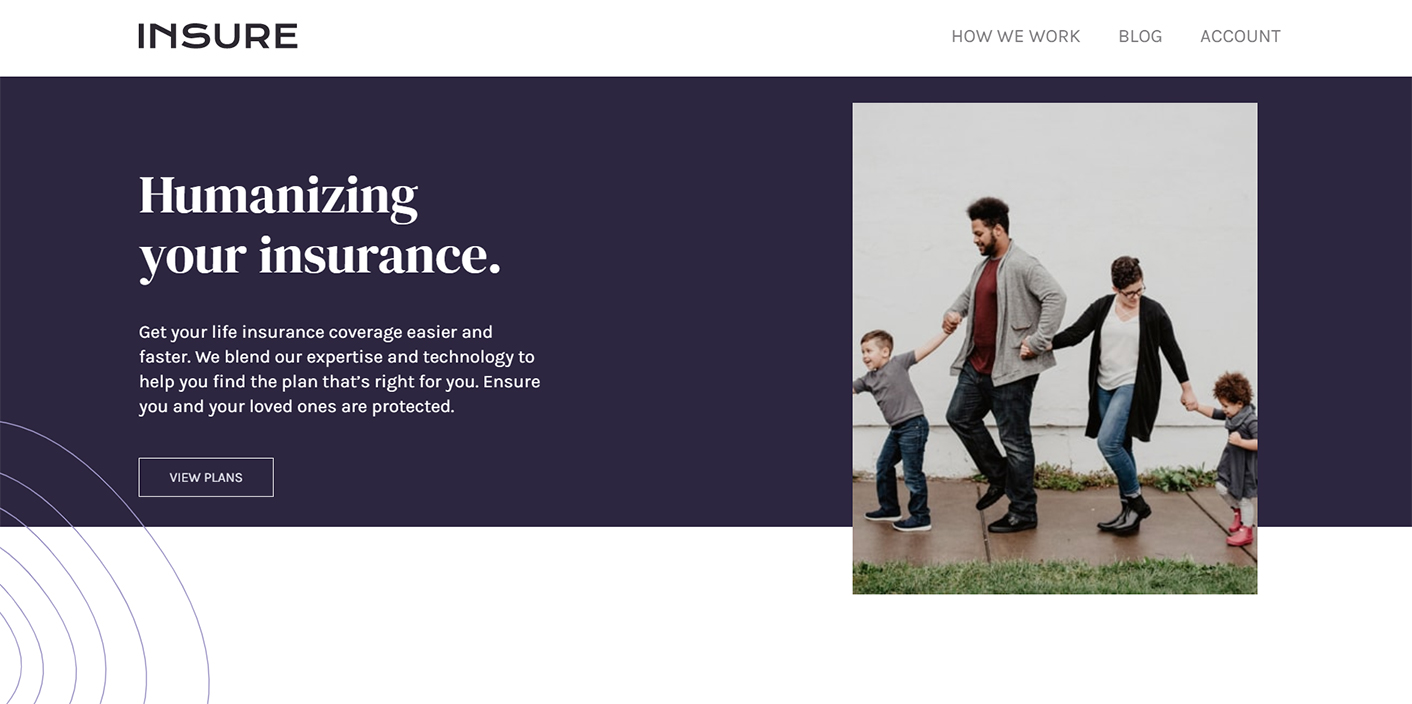 INSURE
HOW WE WORK
BLOG
ACCOUNT
Humanizing
your insurance.
Get your life insurance coverage easier and
faster. We blend our expertise and technology to
help you find the plan that’s right for you. Ensure
you and your loved ones are protected.
VIEW PLANS